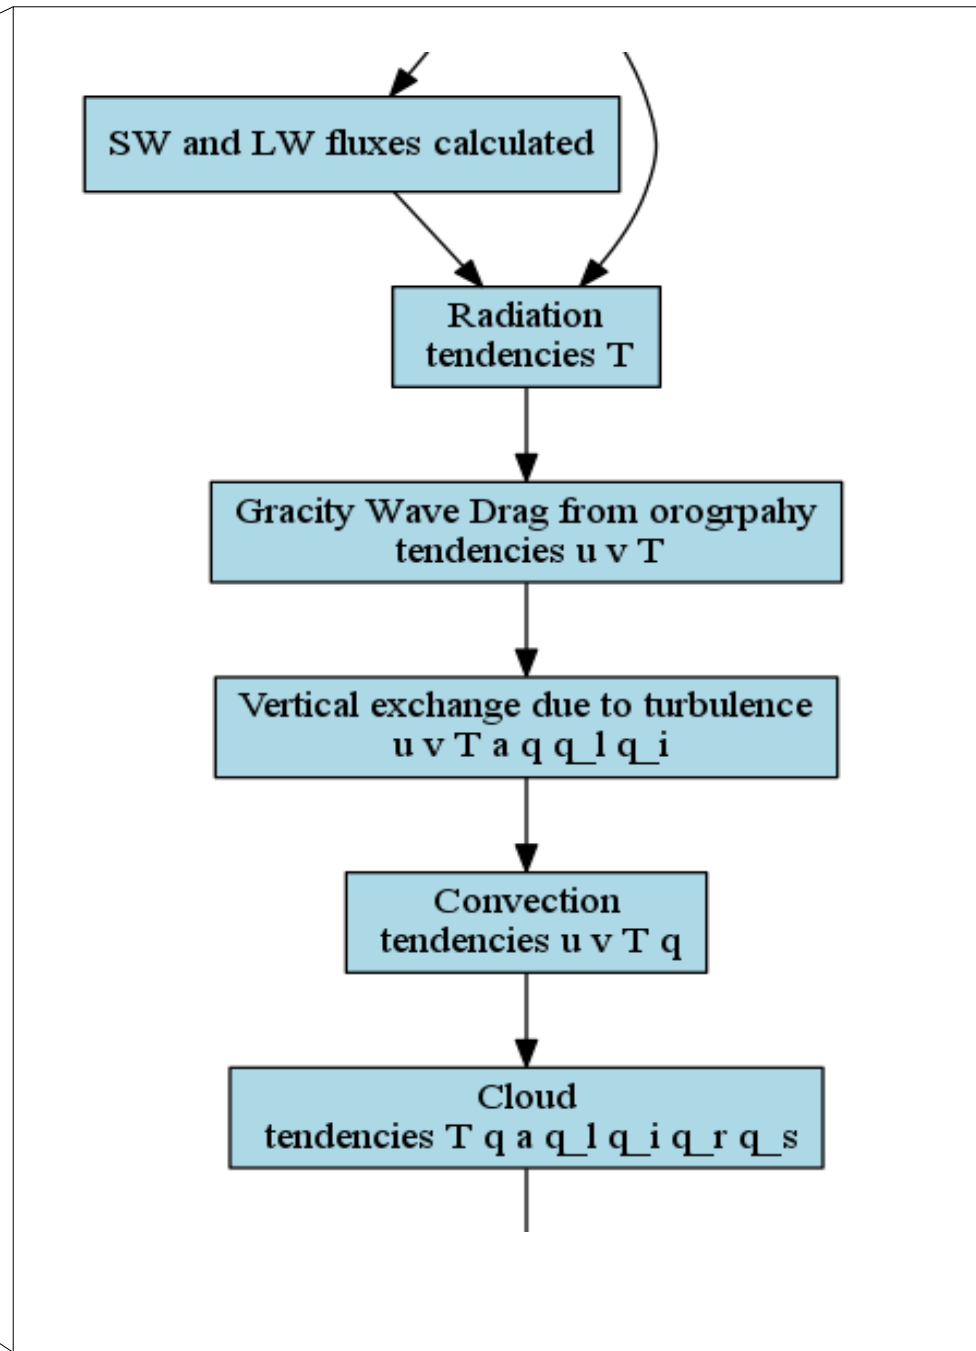 SW and LW fluxes calculated
Radiation
tendencies T
Gracity Wave Drag from orogrpahy
tendencies u v T
Vertical exchange due to turbulence
u v T a q q_l q_i
Convection
tendencies u v T q
Cloud
tendencies T q a q_l q_i q_r q_s